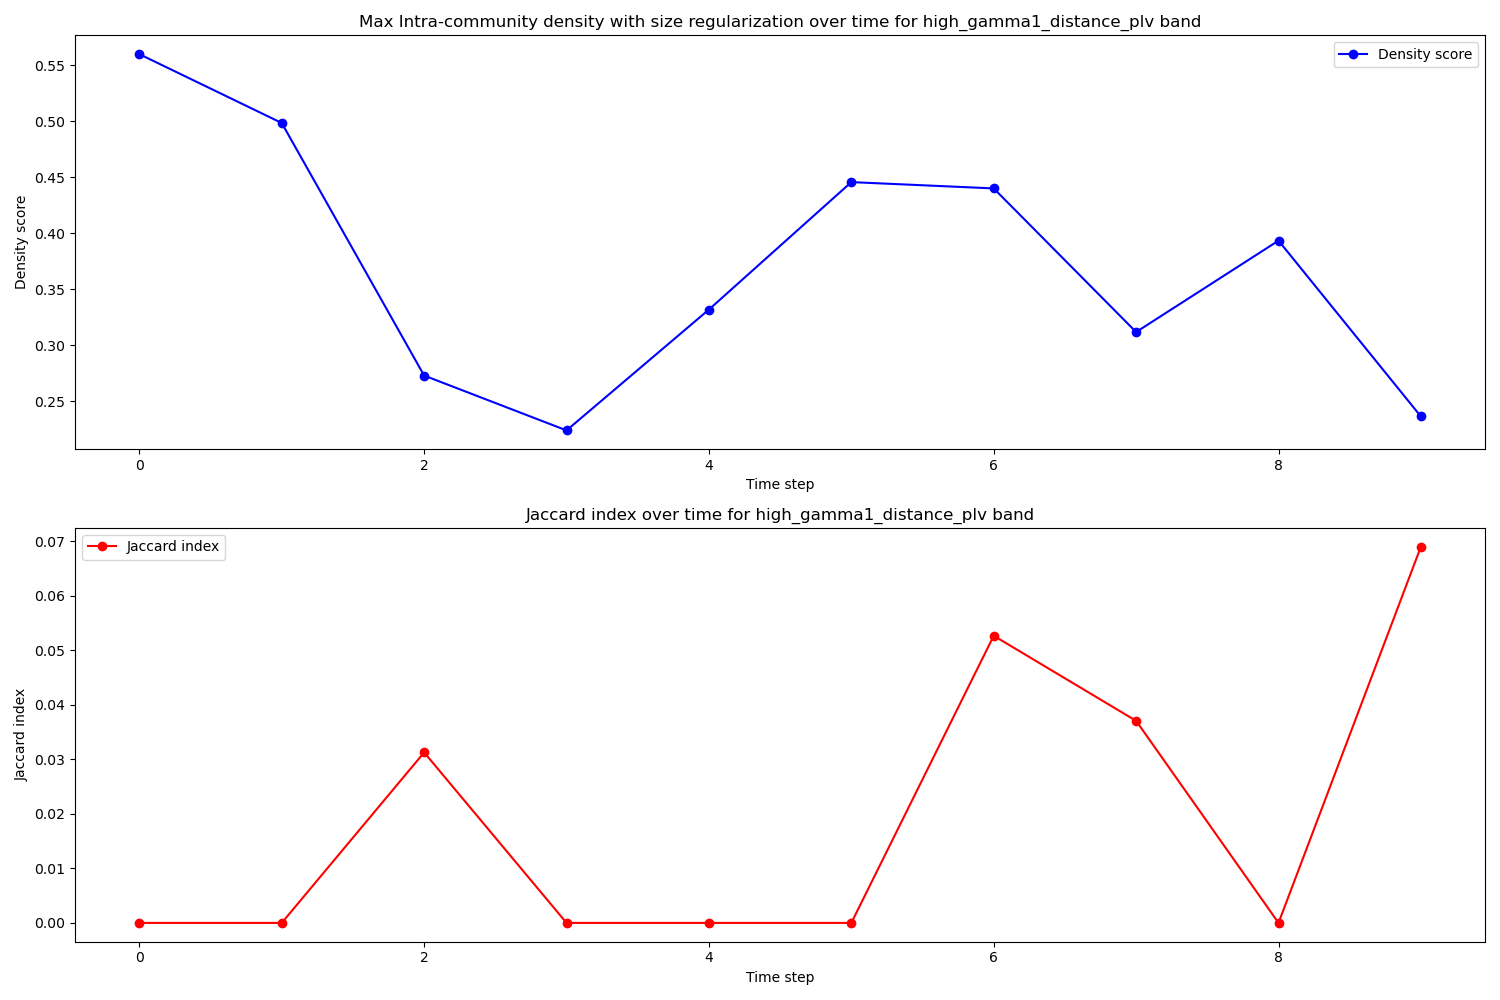 Max Intra-community density with size regularization over time for high_gamma1_distance_plv band
Density score
0.55
0.50
0.45
0.40
0.35
0.30
0.25
Density score
0 2 4 6 8
Time step
Jaccard index over time for high_gamma1_distance_plv band
Jaccard index
0.07
0.06
0.05
0.04
0.03
0.02
0.01
0.00
Jaccard index
0 2 4 6 8
Time step